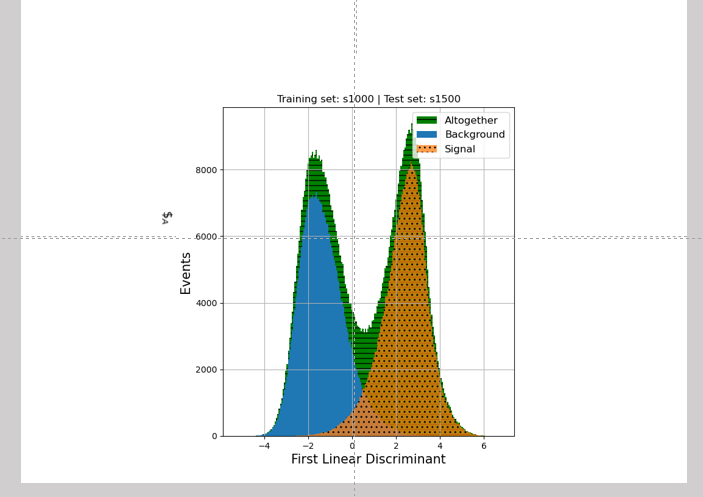 Training set: s1000 | Test set: s1500
Altogether
Background
Signal
8000
6000
4000
2000
0
Events
$A
−4
−2
0
2
4
6
First Linear Discriminant